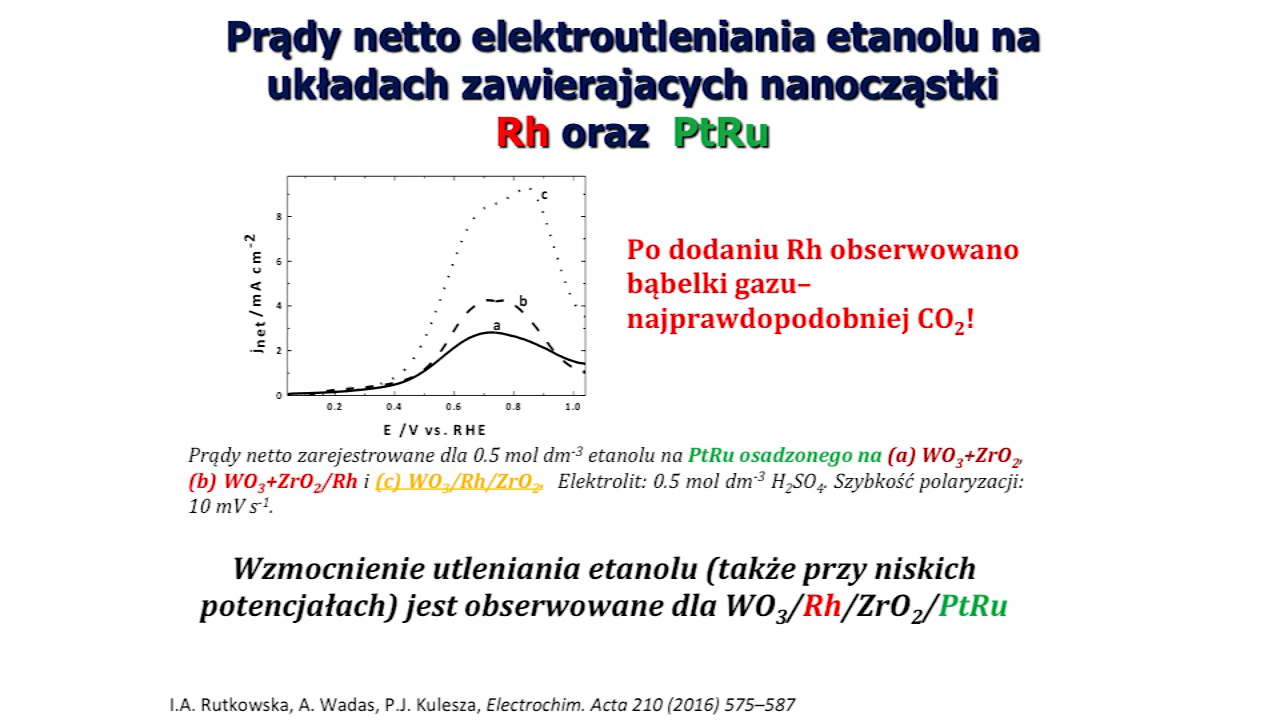 Prądy netto elektroutleniania etanolu na
układach zawierajacych nanocząstki
Rh oraz PtRu
j_net /mA cm⁻²
8
6
4
2
0
c
b
a
0.2 0.4 0.6 0.8 1.0
E /V vs. RHE
Po dodaniu Rh obserwowano
bąbelki gazu–
najprawdopodobniej CO₂!
Prądy netto zarejestrowane dla 0.5 mol dm⁻³ etanolu na PtRu osadzonego na (a) WO₃+ZrO₂,
(b) WO₃+ZrO₂/Rh i (c) WO₃/Rh/ZrO₂. Elektrolit: 0.5 mol dm⁻³ H₂SO₄. Szybkość polaryzacji:
10 mV s⁻¹.
Wzmocnienie utleniania etanolu (także przy niskich
potencjałach) jest obserwowane dla WO₃/Rh/ZrO₂/PtRu
I.A. Rutkowska, A. Wadas, P.J. Kulesza, Electrochim. Acta 210 (2016) 575–587